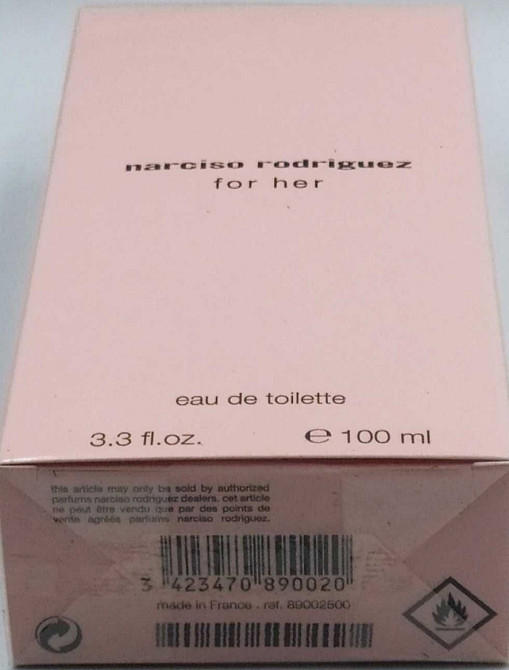 narciso rodriguez
for her
eau de toilette
3.3 fl.oz. e 100 ml
this article may only be sold by authorized
parfums narciso rodriguez dealers. cet article
ne peut être vendu que par des points de
vente agréés parfums narciso rodriguez.
3 423470 890020
made in France . ref. 89002500